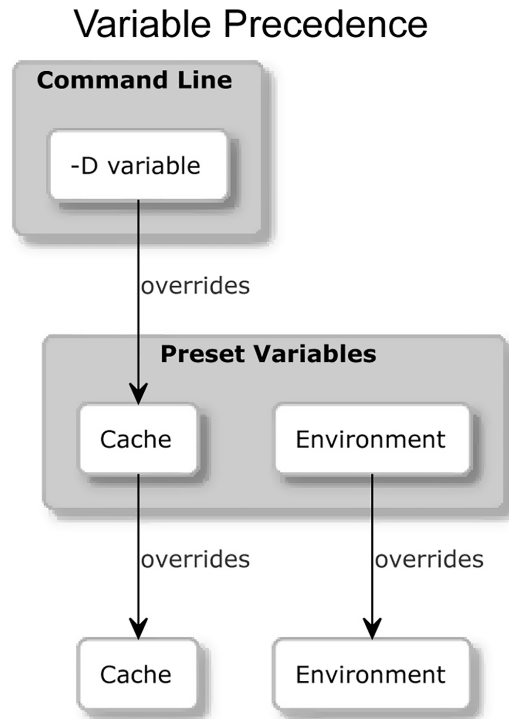 Variable Precedence
Command Line
-D variable
overrides
Preset Variables
Cache
Environment
overrides
overrides
Cache
Environment